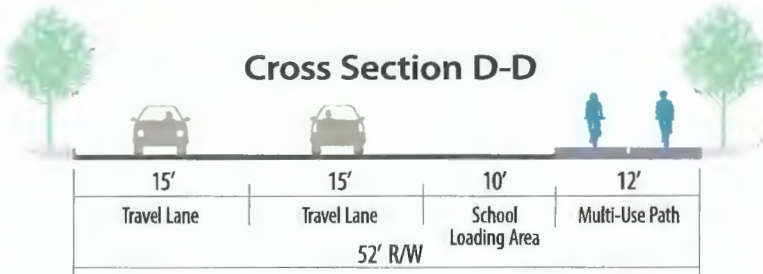 Cross Section D-D
15' 15' 10' 12'
Travel Lane Travel Lane School Multi-Use Path
Loading Area
52' R/W